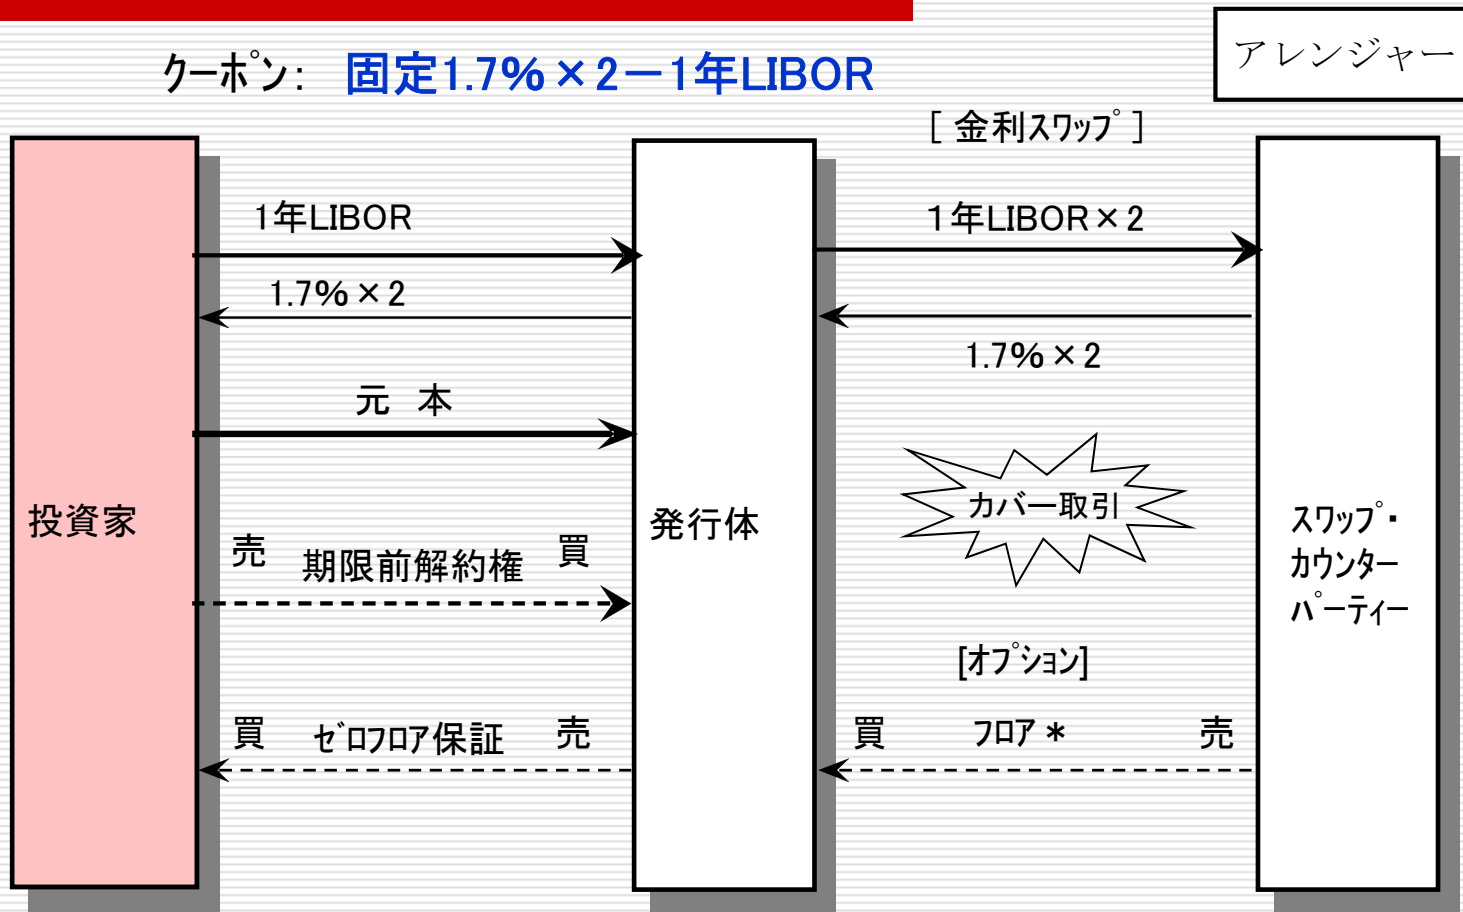 アレンジャー
クーポン: 固定1.7%×2－1年LIBOR
[ 金利スワップ ]
1年LIBOR
1年LIBOR×2
1.7%×2
1.7%×2
元 本
カバー取引
投資家
発行体
スワップ・
カウンター
パーティー
売 期限前解約権 買
[オプション]
買 ゼロフロア保証 売
買 フロア＊ 売